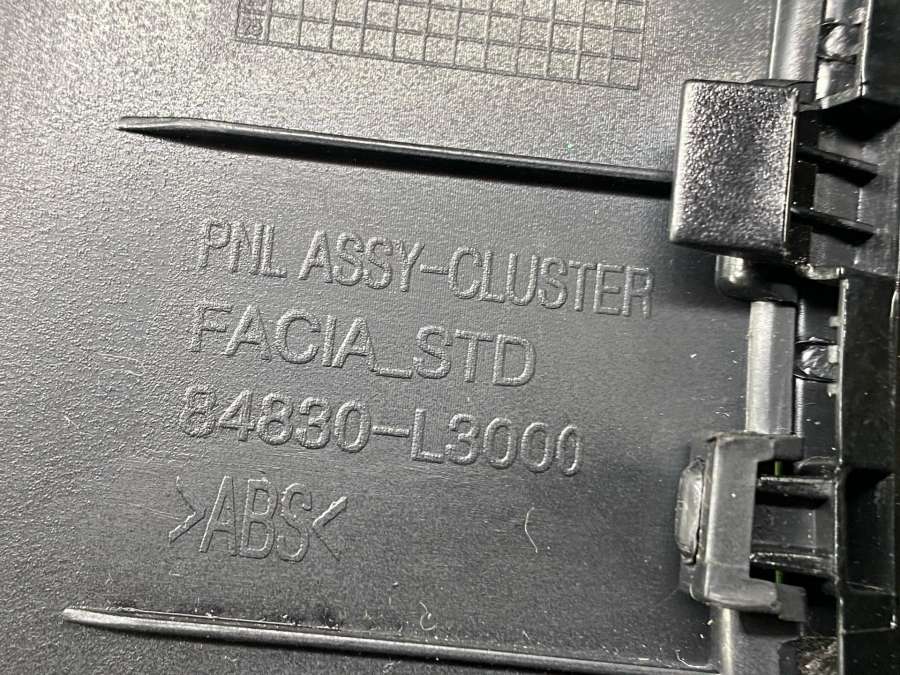 PNL ASSY-CLUSTER
FACIA_STD
84830-L3000
>ABS<